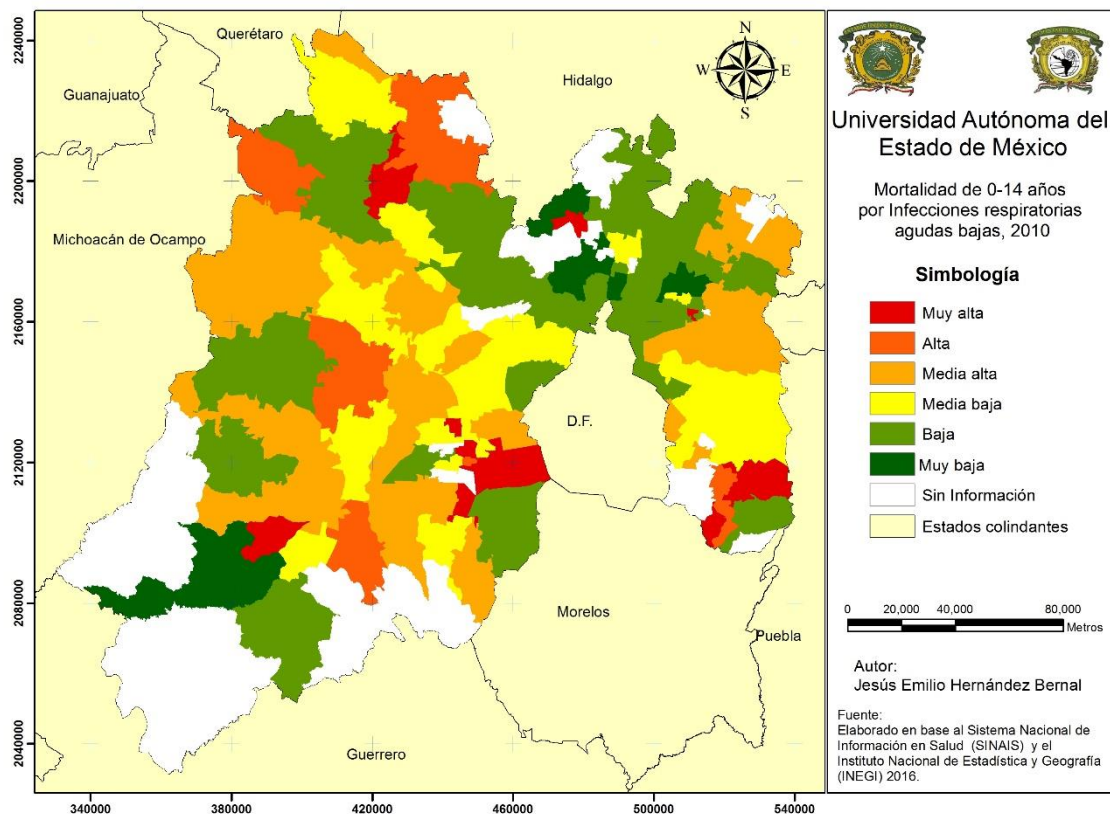 2240000
2200000
2160000
2120000
2080000
2040000
Querétaro
Guanajuato
Hidalgo
Michoacán de Ocampo
D.F.
Morelos
Puebla
Guerrero
N
W E
S
340000 380000 420000 460000 500000 540000
Universidad Autónoma del
Estado de México
Mortalidad de 0-14 años
por Infecciones respiratorias
agudas bajas, 2010
Simbología
Muy alta
Alta
Media alta
Media baja
Baja
Muy baja
Sin Información
Estados colindantes
0 20,000 40,000 80,000
Metros
Autor:
Jesús Emilio Hernández Bernal
Fuente:
Elaborado en base al Sistema Nacional de
Información en Salud (SINAIS) y el
Instituto Nacional de Estadística y Geografía
(INEGI) 2016.